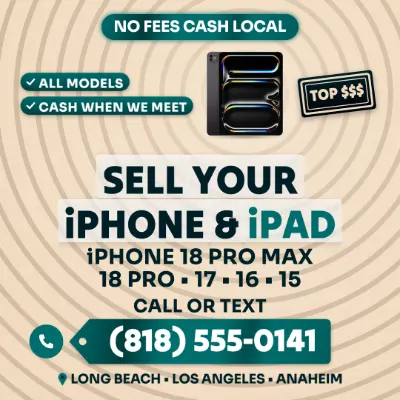 NO FEES CASH LOCAL
ALL MODELS
CASH WHEN WE MEET
TOP $$$
SELL YOUR
iPHONE & iPAD
iPHONE 18 PRO MAX
18 PRO ▪ 17 ▪ 16 ▪ 15
CALL OR TEXT
(818) 555-0141
LONG BEACH ▪ LOS ANGELES ▪ ANAHEIM